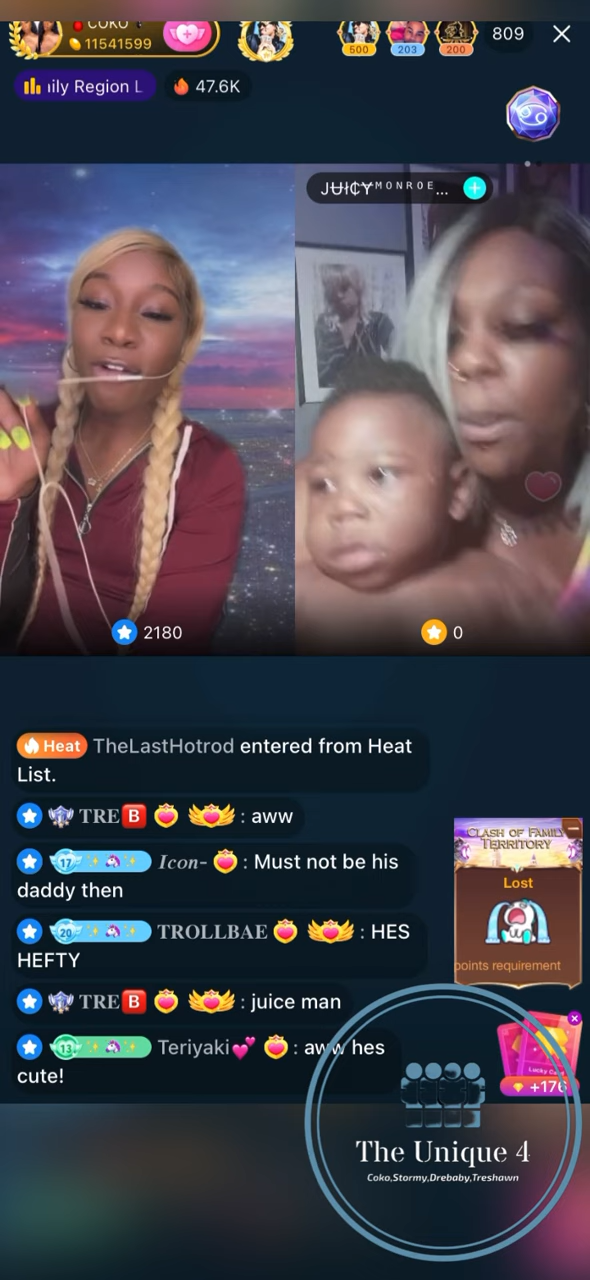 COKO
11541599
500
203
200
809
ily Region L
47.6K
JUICY MONROE...
2180
0
Heat TheLastHotrod entered from Heat
List.
TRE B : aww
17 Icon- : Must not be his
daddy then
20 TROLLBAE : HES
HEFTY
TRE B : juice man
13 Teriyaki💕 : aww hes
cute!
CLASH OF FAMILY
TERRITORY
Lost
points requirement
+176
The Unique 4
Coko,Stormy,Drebaby,Treshawn